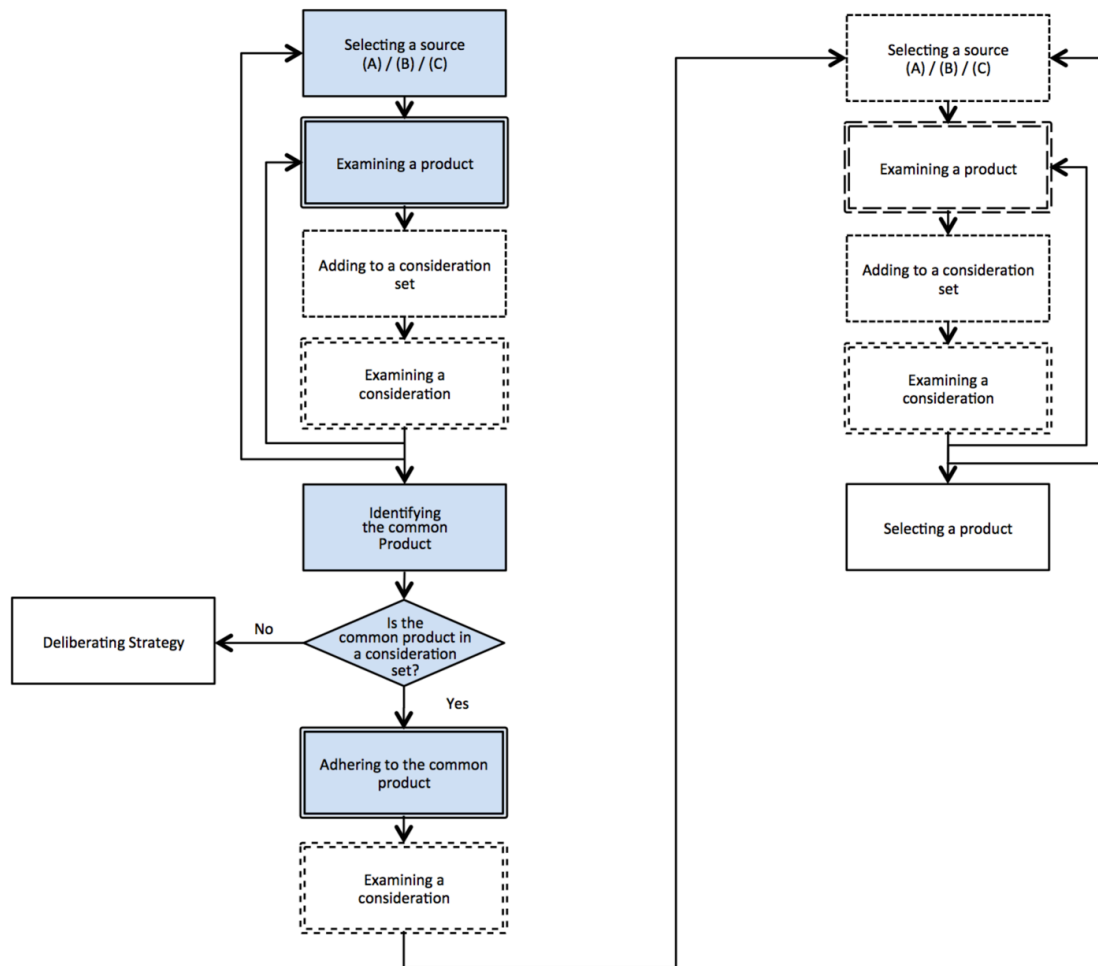 Selecting a source
(A) / (B) / (C)
Examining a product
Adding to a consideration
set
Examining a
consideration
Identifying
the common
Product
Is the
common product in
a consideration
set?
No
Deliberating Strategy
Yes
Adhering to the common
product
Examining a
consideration
Selecting a source
(A) / (B) / (C)
Examining a product
Adding to a consideration
set
Examining a
consideration
Selecting a product